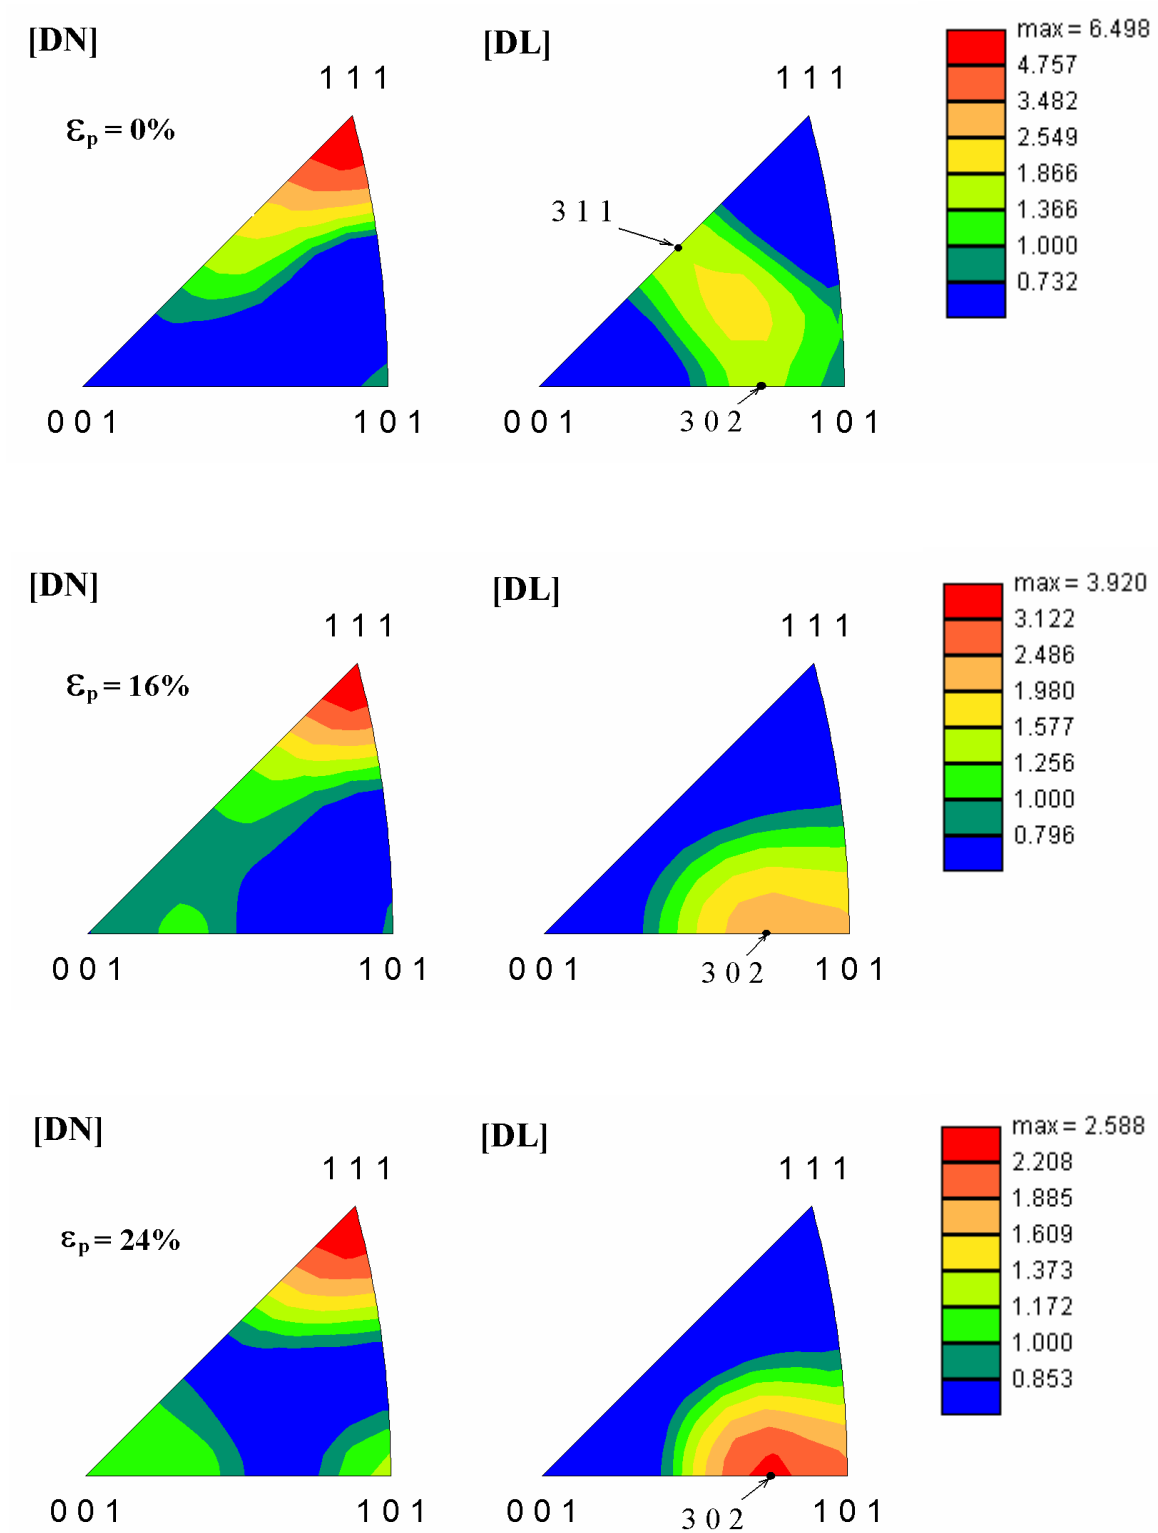 [DN]
[DL]
max = 6.498
4.757
3.482
2.549
1.866
1.366
1.000
0.732
1 1 1
1 1 1
εp = 0%
3 1 1
0 0 1
1 0 1
0 0 1
3 0 2
1 0 1
[DN]
[DL]
max = 3.920
3.122
2.486
1.980
1.577
1.256
1.000
0.796
1 1 1
1 1 1
εp = 16%
0 0 1
1 0 1
0 0 1
3 0 2
1 0 1
[DN]
[DL]
max = 2.588
2.208
1.885
1.609
1.373
1.172
1.000
0.853
1 1 1
1 1 1
εp = 24%
0 0 1
1 0 1
0 0 1
3 0 2
1 0 1